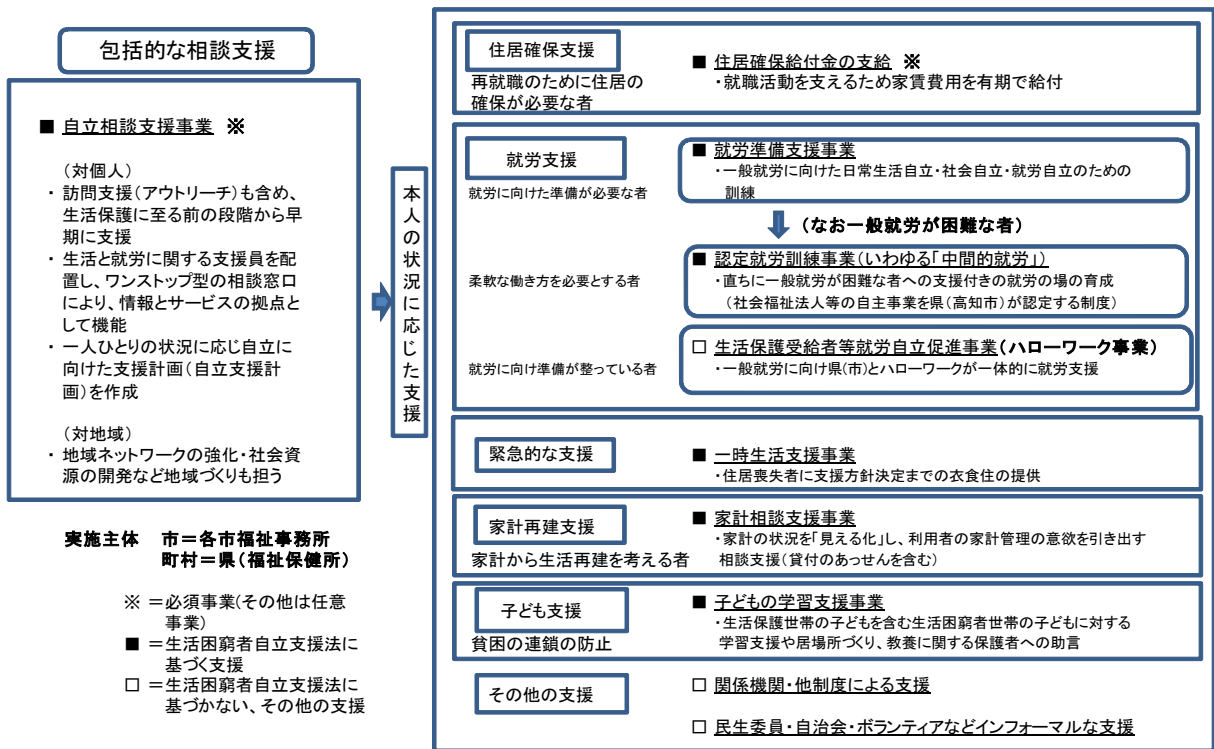 包括的な相談支援
■ 自立相談支援事業 ※
（対個人）
・ 訪問支援（アウトリーチ）も含め、
生活保護に至る前の段階から早
期に支援
・ 生活と就労に関する支援員を配
置し、ワンストップ型の相談窓口
により、情報とサービスの拠点と
して機能
・ 一人ひとりの状況に応じ自立に
向けた支援計画（自立支援計
画）を作成
（対地域）
・ 地域ネットワークの強化・社会資
源の開発など地域づくりも担う
実施主体 市＝各市福祉事務所
町村＝県（福祉保健所）
※ ＝必須事業(その他は任意
事業)
■ ＝生活困窮者自立支援法に
基づく支援
□ ＝生活困窮者自立支援法に
基づかない、その他の支援
本人の状況に応じた支援
住居確保支援
再就職のために住居の
確保が必要な者
■ 住居確保給付金の支給 ※
・就職活動を支えるため家賃費用を有期で給付
就労支援
就労に向けた準備が必要な者
■ 就労準備支援事業
・一般就労に向けた日常生活自立・社会自立・就労自立のための
訓練
（なお一般就労が困難な者）
柔軟な働き方を必要とする者
■ 認定就労訓練事業（いわゆる「中間的就労」）
・直ちに一般就労が困難な者への支援付きの就労の場の育成
（社会福祉法人等の自主事業を県（高知市）が認定する制度）
就労に向け準備が整っている者
□ 生活保護受給者等就労自立促進事業（ハローワーク事業）
・一般就労に向け県(市)とハローワークが一体的に就労支援
緊急的な支援
■ 一時生活支援事業
・住居喪失者に支援方針決定までの衣食住の提供
家計再建支援
家計から生活再建を考える者
■ 家計相談支援事業
・家計の状況を「見える化」し、利用者の家計管理の意欲を引き出す
相談支援（貸付のあっせんを含む）
子ども支援
貧困の連鎖の防止
■ 子どもの学習支援事業
・生活保護世帯の子どもを含む生活困窮者世帯の子どもに対する
学習支援や居場所づくり、教養に関する保護者への助言
その他の支援
□ 関係機関・他制度による支援
□ 民生委員・自治会・ボランティアなどインフォーマルな支援